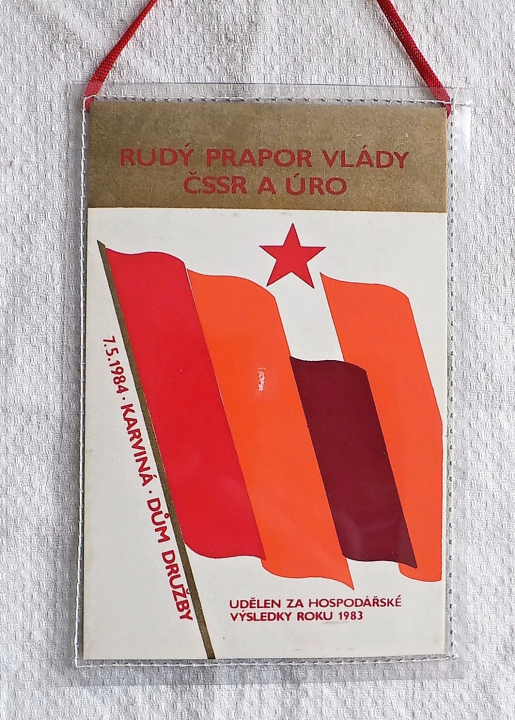 RUDÝ PRAPOR VLÁDY
ČSSR A ÚRO
7.5.1984 · KARVINÁ · DŮM DRUŽBY
UDĚLEN ZA HOSPODÁŘSKÉ
VÝSLEDKY ROKU 1983